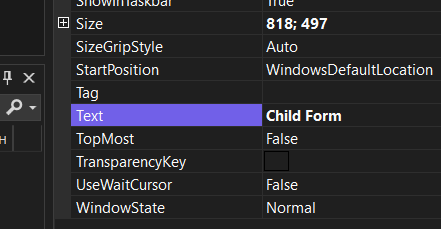 ShowInTaskbar True
Size 818; 497
SizeGripStyle Auto
StartPosition WindowsDefaultLocation
Tag
Text Child Form
TopMost False
TransparencyKey
UseWaitCursor False
WindowState Normal